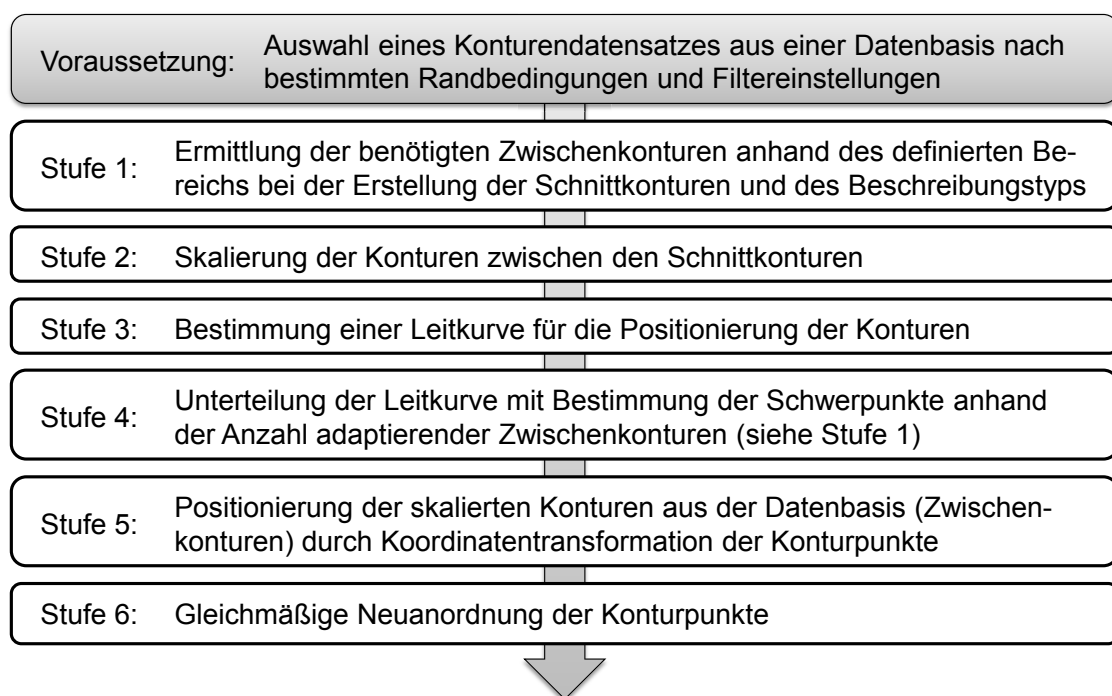 Voraussetzung: Auswahl eines Konturendatensatzes aus einer Datenbasis nach
bestimmten Randbedingungen und Filtereinstellungen
Stufe 1: Ermittlung der benötigten Zwischenkonturen anhand des definierten Be-
reichs bei der Erstellung der Schnittkonturen und des Beschreibungstyps
Stufe 2: Skalierung der Konturen zwischen den Schnittkonturen
Stufe 3: Bestimmung einer Leitkurve für die Positionierung der Konturen
Stufe 4: Unterteilung der Leitkurve mit Bestimmung der Schwerpunkte anhand
der Anzahl adaptierender Zwischenkonturen (siehe Stufe 1)
Stufe 5: Positionierung der skalierten Konturen aus der Datenbasis (Zwischen-
konturen) durch Koordinatentransformation der Konturpunkte
Stufe 6: Gleichmäßige Neuanordnung der Konturpunkte